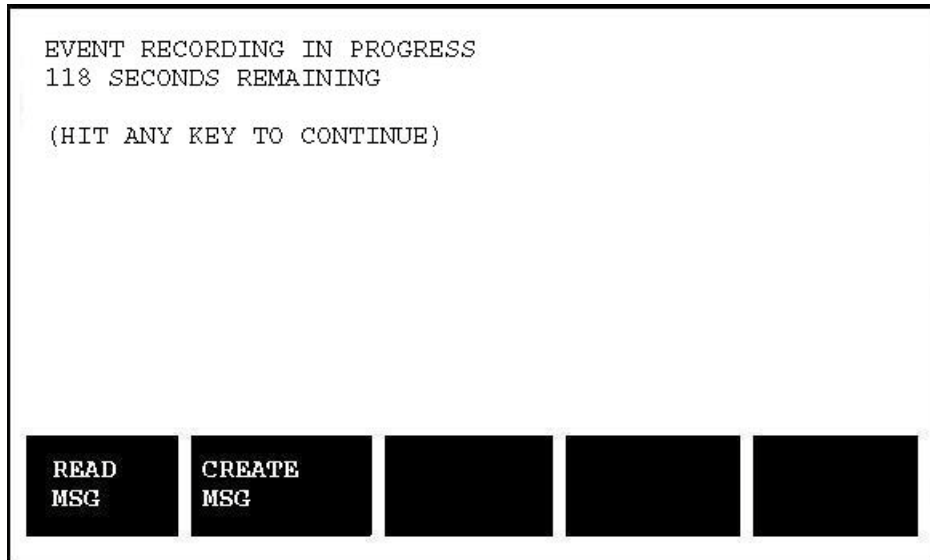 EVENT RECORDING IN PROGRESS
118 SECONDS REMAINING
(HIT ANY KEY TO CONTINUE)
READ
MSG
CREATE
MSG